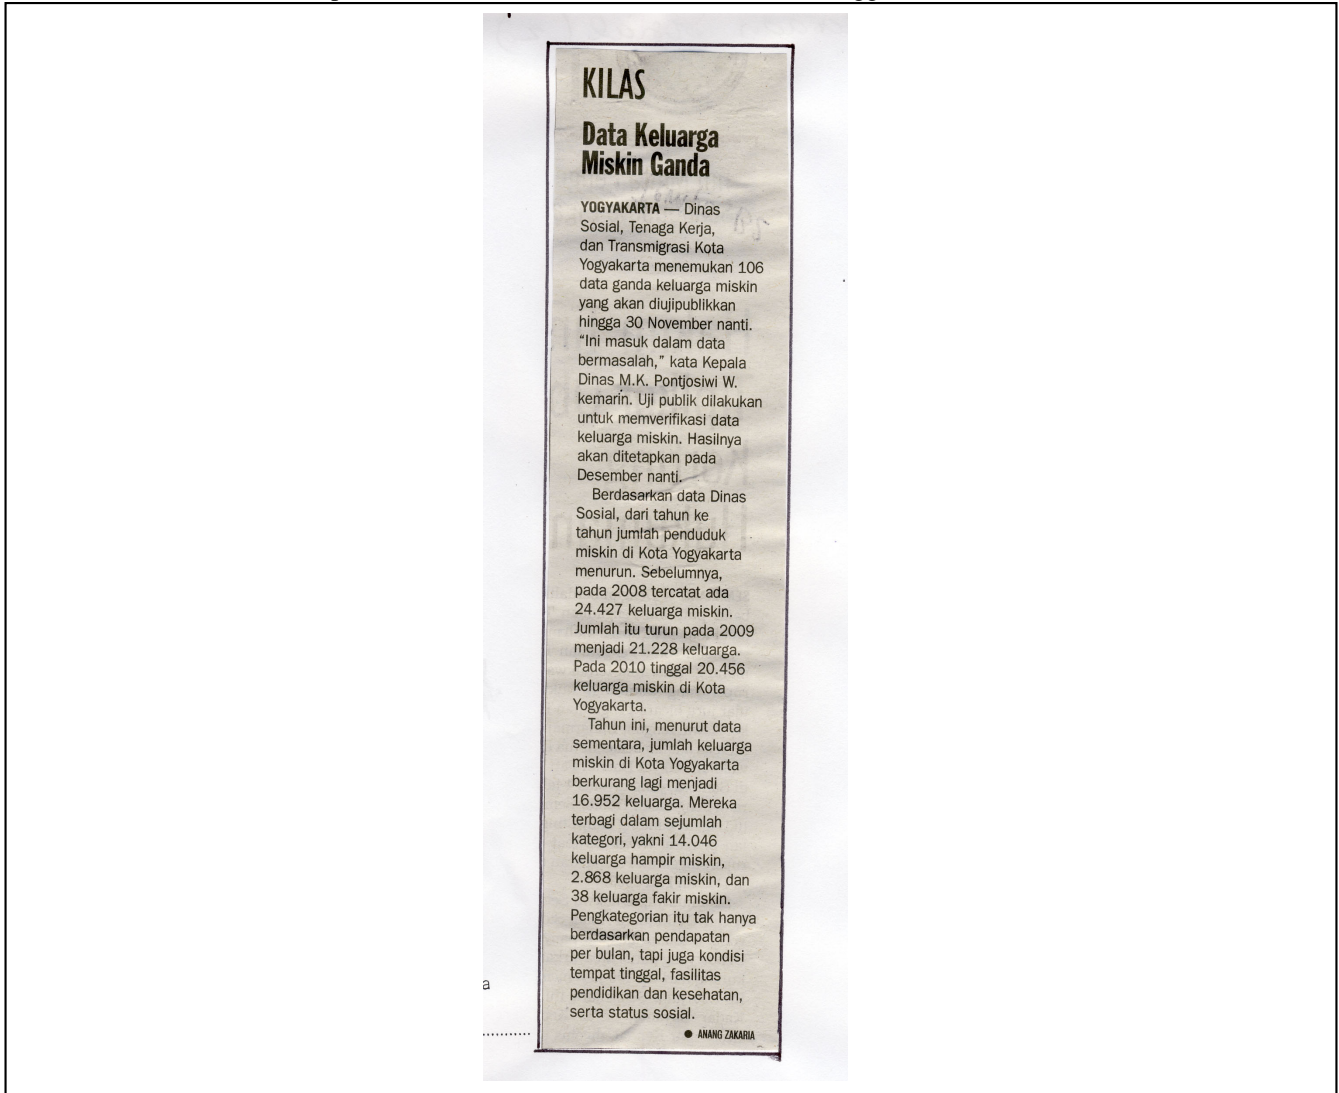 KILAS
Data Keluarga
Miskin Ganda
YOGYAKARTA — Dinas
Sosial, Tenaga Kerja,
dan Transmigrasi Kota
Yogyakarta menemukan 106
data ganda keluarga miskin
yang akan diujipublikkan
hingga 30 November nanti.
“Ini masuk dalam data
bermasalah,” kata Kepala
Dinas M.K. Pontjosiwi W.
kemarin. Uji publik dilakukan
untuk memverifikasi data
keluarga miskin. Hasilnya
akan ditetapkan pada
Desember nanti.
Berdasarkan data Dinas
Sosial, dari tahun ke
tahun jumlah penduduk
miskin di Kota Yogyakarta
menurun. Sebelumnya,
pada 2008 tercatat ada
24.427 keluarga miskin.
Jumlah itu turun pada 2009
menjadi 21.228 keluarga.
Pada 2010 tinggal 20.456
keluarga miskin di Kota
Yogyakarta.
Tahun ini, menurut data
sementara, jumlah keluarga
miskin di Kota Yogyakarta
berkurang lagi menjadi
16.952 keluarga. Mereka
terbagi dalam sejumlah
kategori, yakni 14.046
keluarga hampir miskin,
2.868 keluarga miskin, dan
38 keluarga fakir miskin.
Pengkategorian itu tak hanya
berdasarkan pendapatan
per bulan, tapi juga kondisi
tempat tinggal, fasilitas
pendidikan dan kesehatan,
serta status sosial.
● ANANG ZAKARIA
a